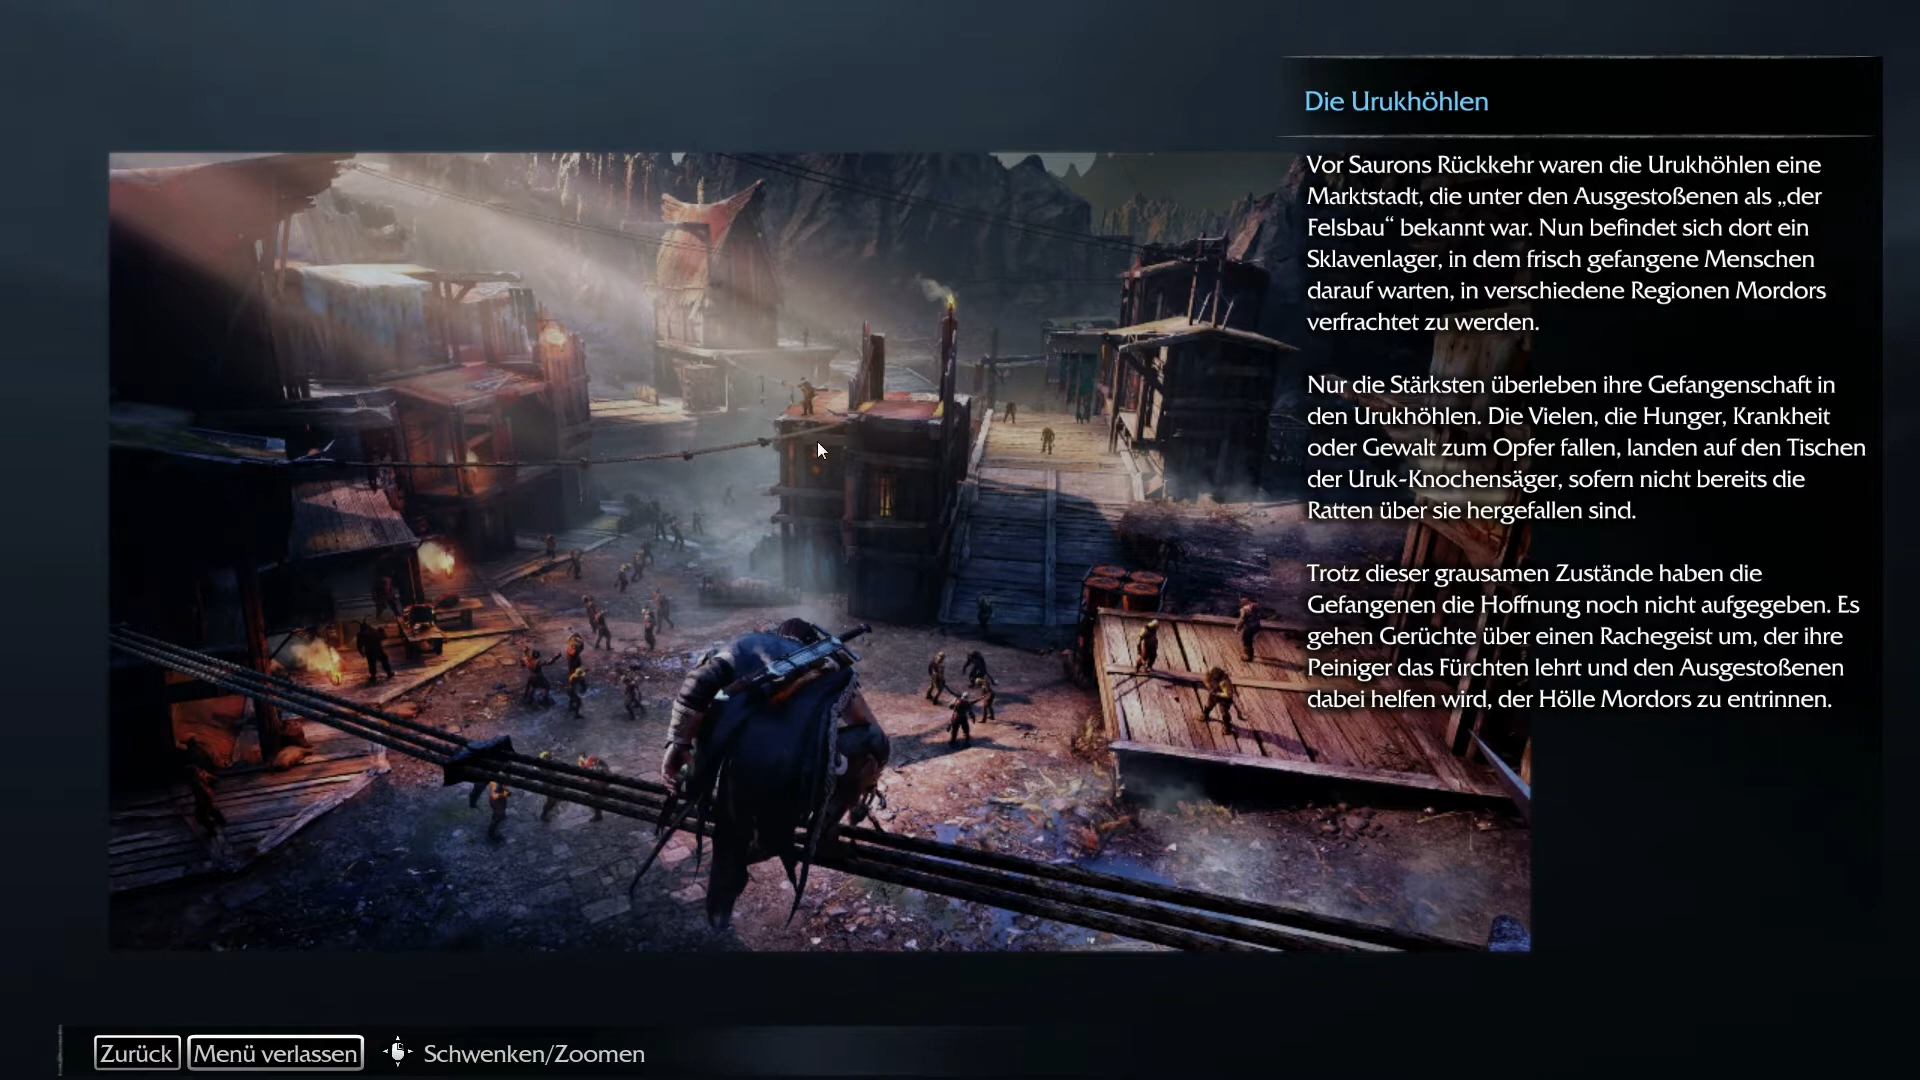 Die Urukhöhlen
Vor Saurons Rückkehr waren die Urukhöhlen eine
Marktstadt, die unter den Ausgestoßenen als „der
Felsbau“ bekannt war. Nun befindet sich dort ein
Sklavenlager, in dem frisch gefangene Menschen
darauf warten, in verschiedene Regionen Mordors
verfrachtet zu werden.
Nur die Stärksten überleben ihre Gefangenschaft in
den Urukhöhlen. Die Vielen, die Hunger, Krankheit
oder Gewalt zum Opfer fallen, landen auf den Tischen
der Uruk-Knochensäger, sofern nicht bereits die
Ratten über sie hergefallen sind.
Trotz dieser grausamen Zustände haben die
Gefangenen die Hoffnung noch nicht aufgegeben. Es
gehen Gerüchte über einen Rachegeist um, der ihre
Peiniger das Fürchten lehrt und den Ausgestoßenen
dabei helfen wird, der Hölle Mordors zu entrinnen.
Zurück Menü verlassen Schwenken/Zoomen